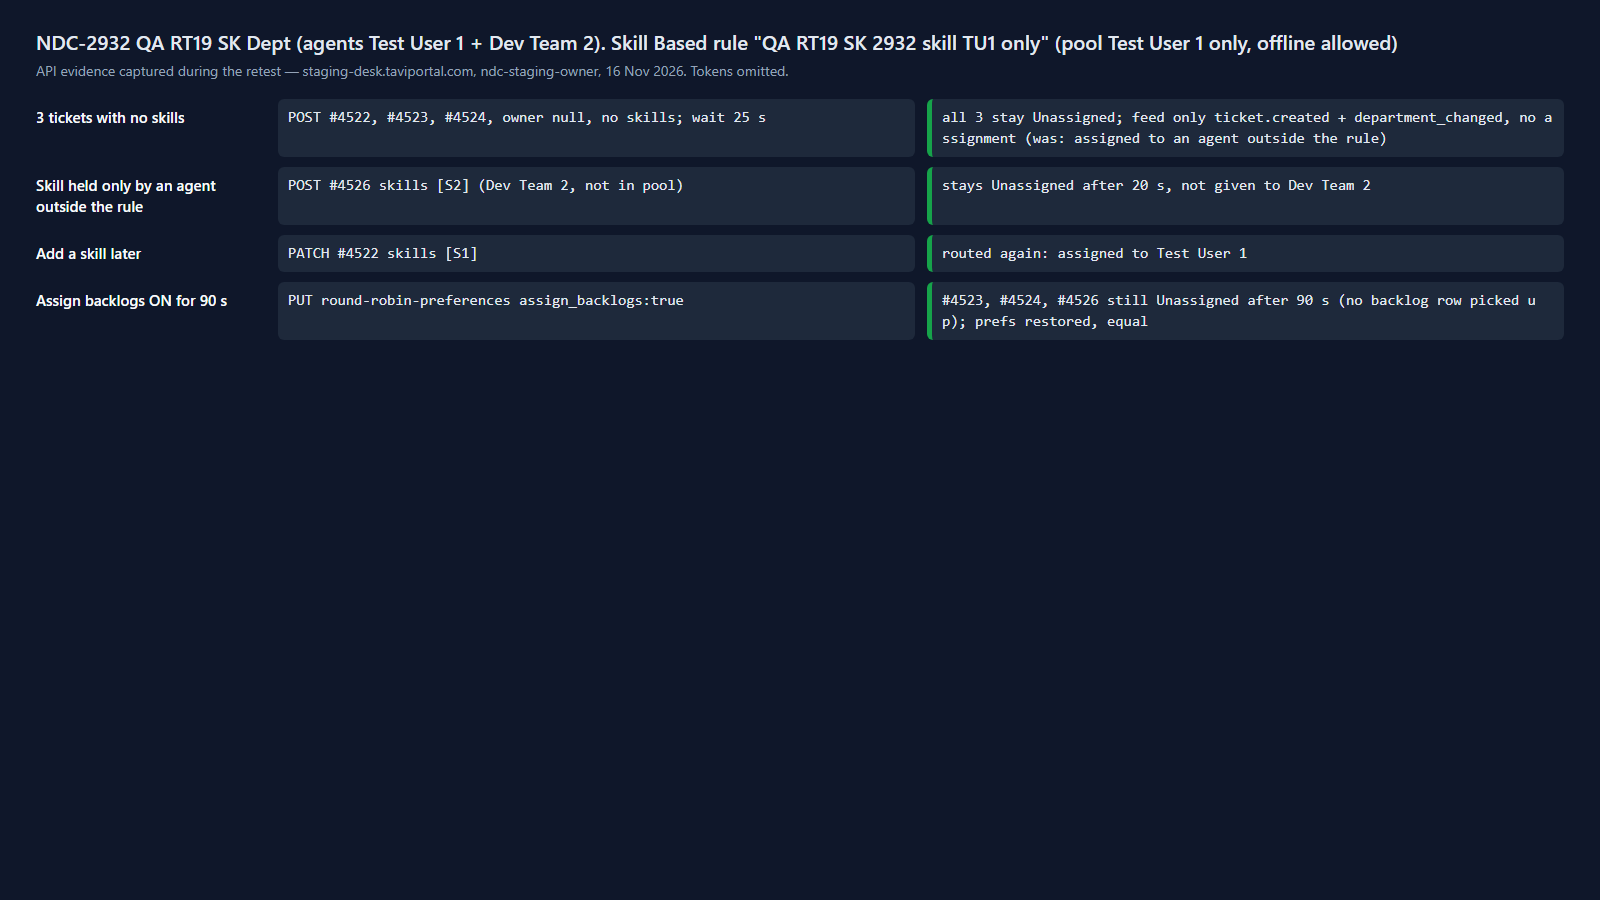 NDC-2932 QA RT19 SK Dept (agents Test User 1 + Dev Team 2). Skill Based rule "QA RT19 SK 2932 skill TU1 only" (pool Test User 1 only, offline allowed)
API evidence captured during the retest — staging-desk.taviportal.com, ndc-staging-owner, 16 Nov 2026. Tokens omitted.
3 tickets with no skills
POST #4522, #4523, #4524, owner null, no skills; wait 25 s
all 3 stay Unassigned; feed only ticket.created + department_changed, no a
ssignment (was: assigned to an agent outside the rule)
Skill held only by an agent
outside the rule
POST #4526 skills [S2] (Dev Team 2, not in pool)
stays Unassigned after 20 s, not given to Dev Team 2
Add a skill later
PATCH #4522 skills [S1]
routed again: assigned to Test User 1
Assign backlogs ON for 90 s
PUT round-robin-preferences assign_backlogs:true
#4523, #4524, #4526 still Unassigned after 90 s (no backlog row picked u
p); prefs restored, equal